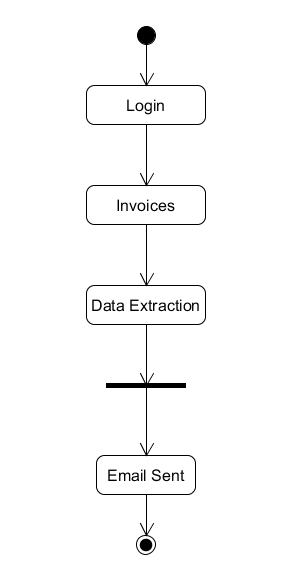 Login
Invoices
Data Extraction
Email Sent